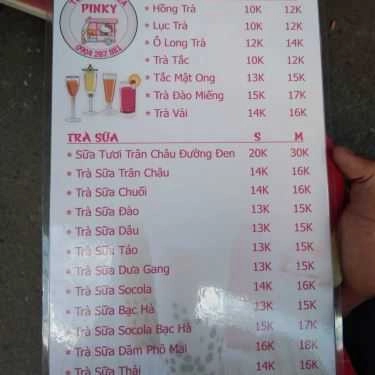 PINKY
0904 267 881
Hồng Trà 10K 12K
Lục Trà 10K 12K
Ô Long Trà 12K 14K
Trà Tắc 10K 12K
Tắc Mật Ong 13K 15K
Trà Đào Miếng 15K 17K
Trà Vải 14K 16K
TRÀ SỮA S M
Sữa Tươi Trân Châu Đường Đen 20K 30K
Trà Sữa Trân Châu 14K 16K
Trà Sữa Chuối 14K 16K
Trà Sữa Đào 13K 15K
Trà Sữa Dâu 13K 15K
Trà Sữa Táo 13K 15K
Trà Sữa Dưa Gang 13K 15K
Trà Sữa Socola 14K 16K
Trà Sữa Bạc Hà 13K 15K
Trà Sữa Socola Bạc Hà 15K 17K
Trà Sữa Dầm Phô Mai 16K 18K
Trà Sữa Thái 14K 16K